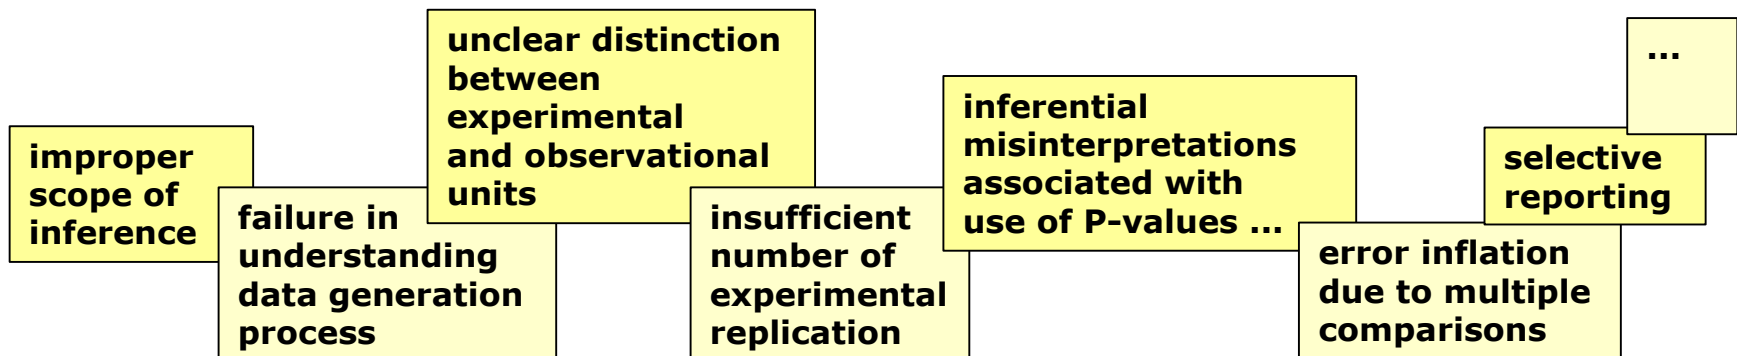 improper
scope of
inference
failure in
understanding
data generation
process
unclear distinction
between
experimental
and observational
units
insufficient
number of
experimental
replication
inferential
misinterpretations
associated with
use of P-values ...
error inflation
due to multiple
comparisons
selective
reporting
...